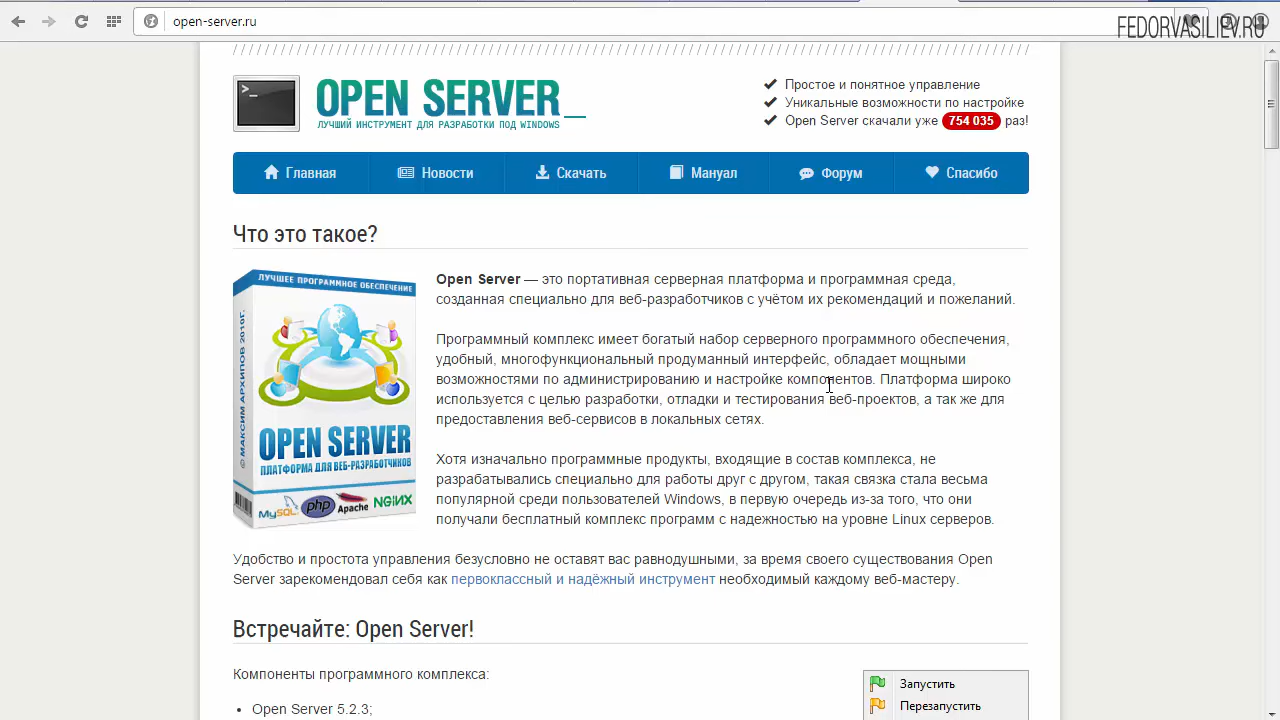 open-server.ru
FEDORVASILIEV.RU
OPEN SERVER_
ЛУЧШИЙ ИНСТРУМЕНТ ДЛЯ РАЗРАБОТКИ ПОД WINDOWS
Простое и понятное управление
Уникальные возможности по настройке
Open Server скачали уже 754 035 раз!
Главная
Новости
Скачать
Мануал
Форум
Спасибо
Что это такое?
ЛУЧШЕЕ ПРОГРАММНОЕ ОБЕСПЕЧЕНИЕ
© МАКСИМ АРХИПОВ 2010Г.
OPEN SERVER
ПЛАТФОРМА ДЛЯ ВЕБ-РАЗРАБОТЧИКОВ
MySQL php Apache NGINX
Open Server — это портативная серверная платформа и программная среда,
созданная специально для веб-разработчиков с учётом их рекомендаций и пожеланий.
Программный комплекс имеет богатый набор серверного программного обеспечения,
удобный, многофункциональный продуманный интерфейс, обладает мощными
возможностями по администрированию и настройке компонентов. Платформа широко
используется с целью разработки, отладки и тестирования веб-проектов, а так же для
предоставления веб-сервисов в локальных сетях.
Хотя изначально программные продукты, входящие в состав комплекса, не
разрабатывались специально для работы друг с другом, такая связка стала весьма
популярной среди пользователей Windows, в первую очередь из-за того, что они
получали бесплатный комплекс программ с надежностью на уровне Linux серверов.
Удобство и простота управления безусловно не оставят вас равнодушными, за время своего существования Open
Server зарекомендовал себя как первоклассный и надёжный инструмент необходимый каждому веб-мастеру.
Встречайте: Open Server!
Компоненты программного комплекса:
• Open Server 5.2.3;
Запустить
Перезапустить